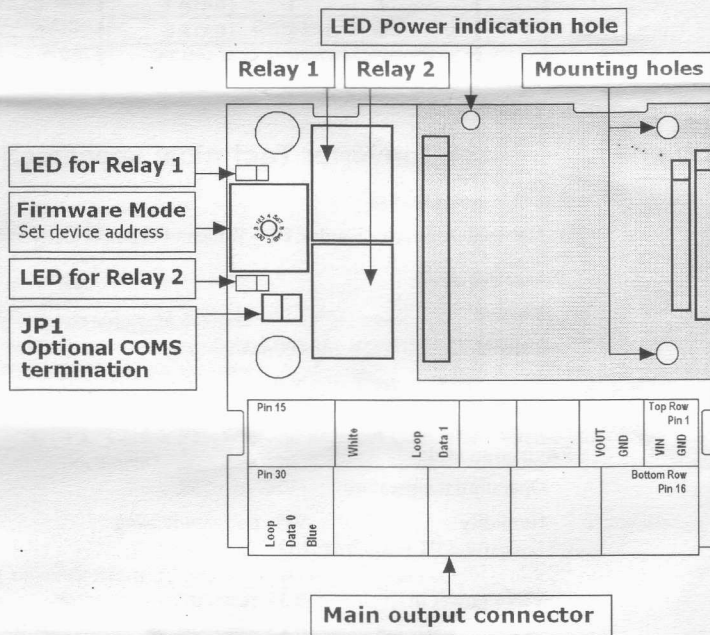 LED Power indication hole
Relay 1
Relay 2
Mounting holes
LED for Relay 1
Firmware Mode
Set device address
LED for Relay 2
JP1
Optional COMS
termination
Pin 15
White
Loop
Data 1
VOUT
GND
Top Row
Pin 1
VIN
GND
Pin 30
Loop
Data 0
Blue
Bottom Row
Pin 16
Main output connector